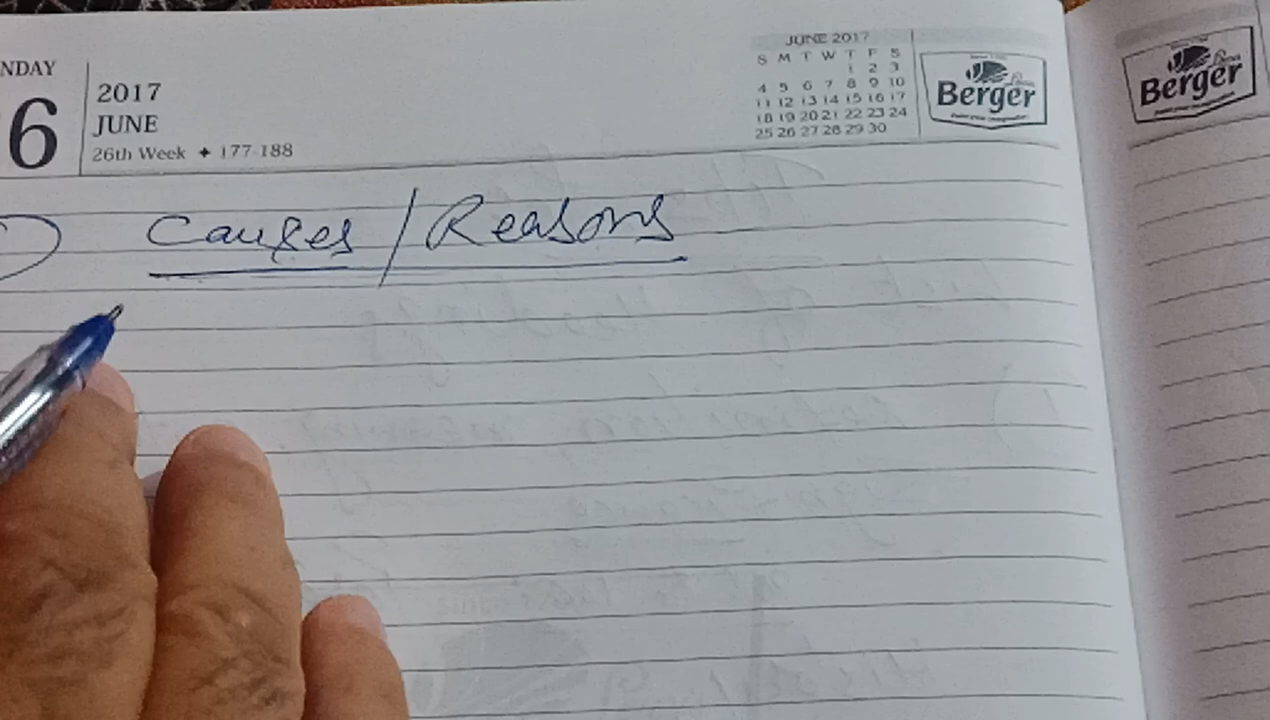 NDAY
6
2017
JUNE
26th Week ✦ 177-188
JUNE 2017
S M T W T F S
1 2 3
4 5 6 7 8 9 10
11 12 13 14 15 16 17
18 19 20 21 22 23 24
25 26 27 28 29 30
Berger
Berger
Causes / Reasons